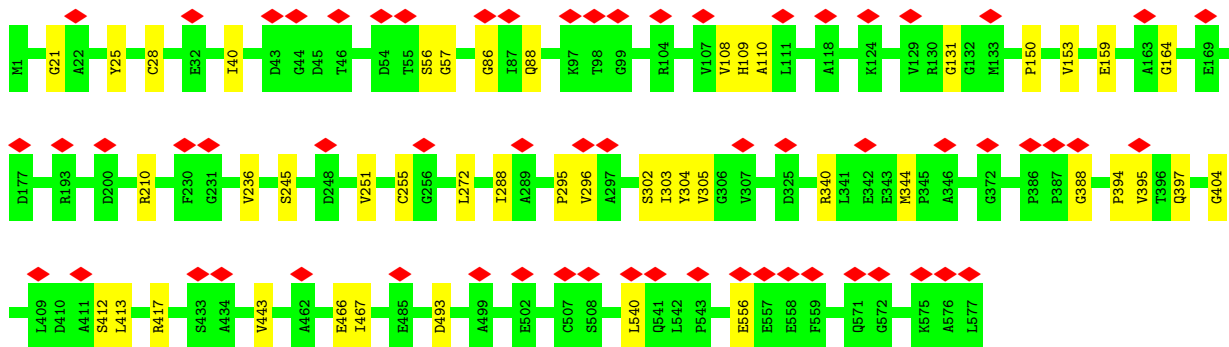 M1 G21 A22 Y25 C28 E32 I40 D43 G44 D45 T46 D54 T55 S56 G57 G86 I87 Q88 K97 T98 G99 R104 V107 V108 H109 A110 L111 A118 K124 V129 R130 G131 G132 M133 P150 V153 E159 A163 G164 E169
D177 R193 D200 R210 F230 G231 V236 S245 D248 V251 C255 G256 L272 I288 A289 P295 V296 A297 S302 I303 Y304 V305 G306 V307 D325 R340 L341 E342 E343 M344 P345 A346 G372 P386 P387 G388 P394 V395 T396 Q397 G404
L409 D410 A411 S412 L413 R417 S433 A434 V443 A462 E466 I467 E485 D493 A499 E502 C507 S508 L540 Q541 L542 P543 E556 E557 E558 F559 Q571 G572 K575 A576 L577